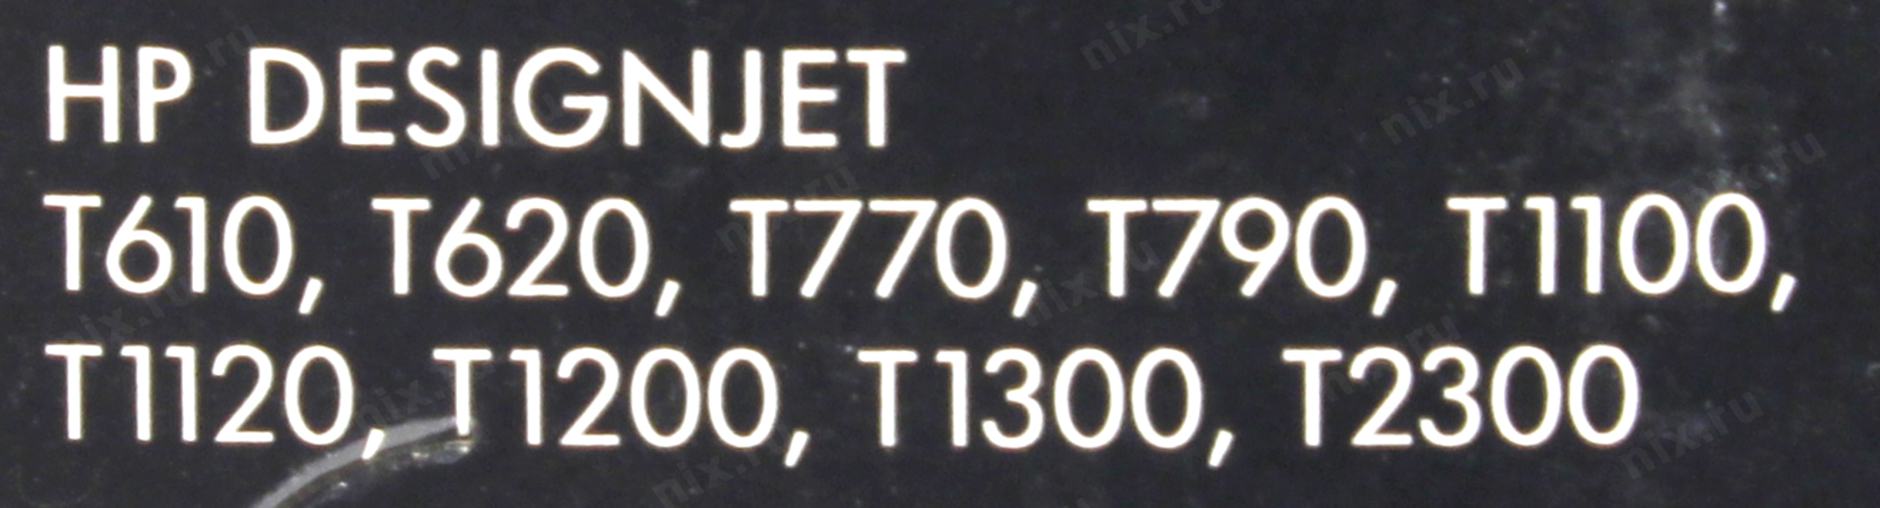 HP DESIGNJET
T610, T620, T770, T790, T1100,
T1120, T1200, T1300, T2300